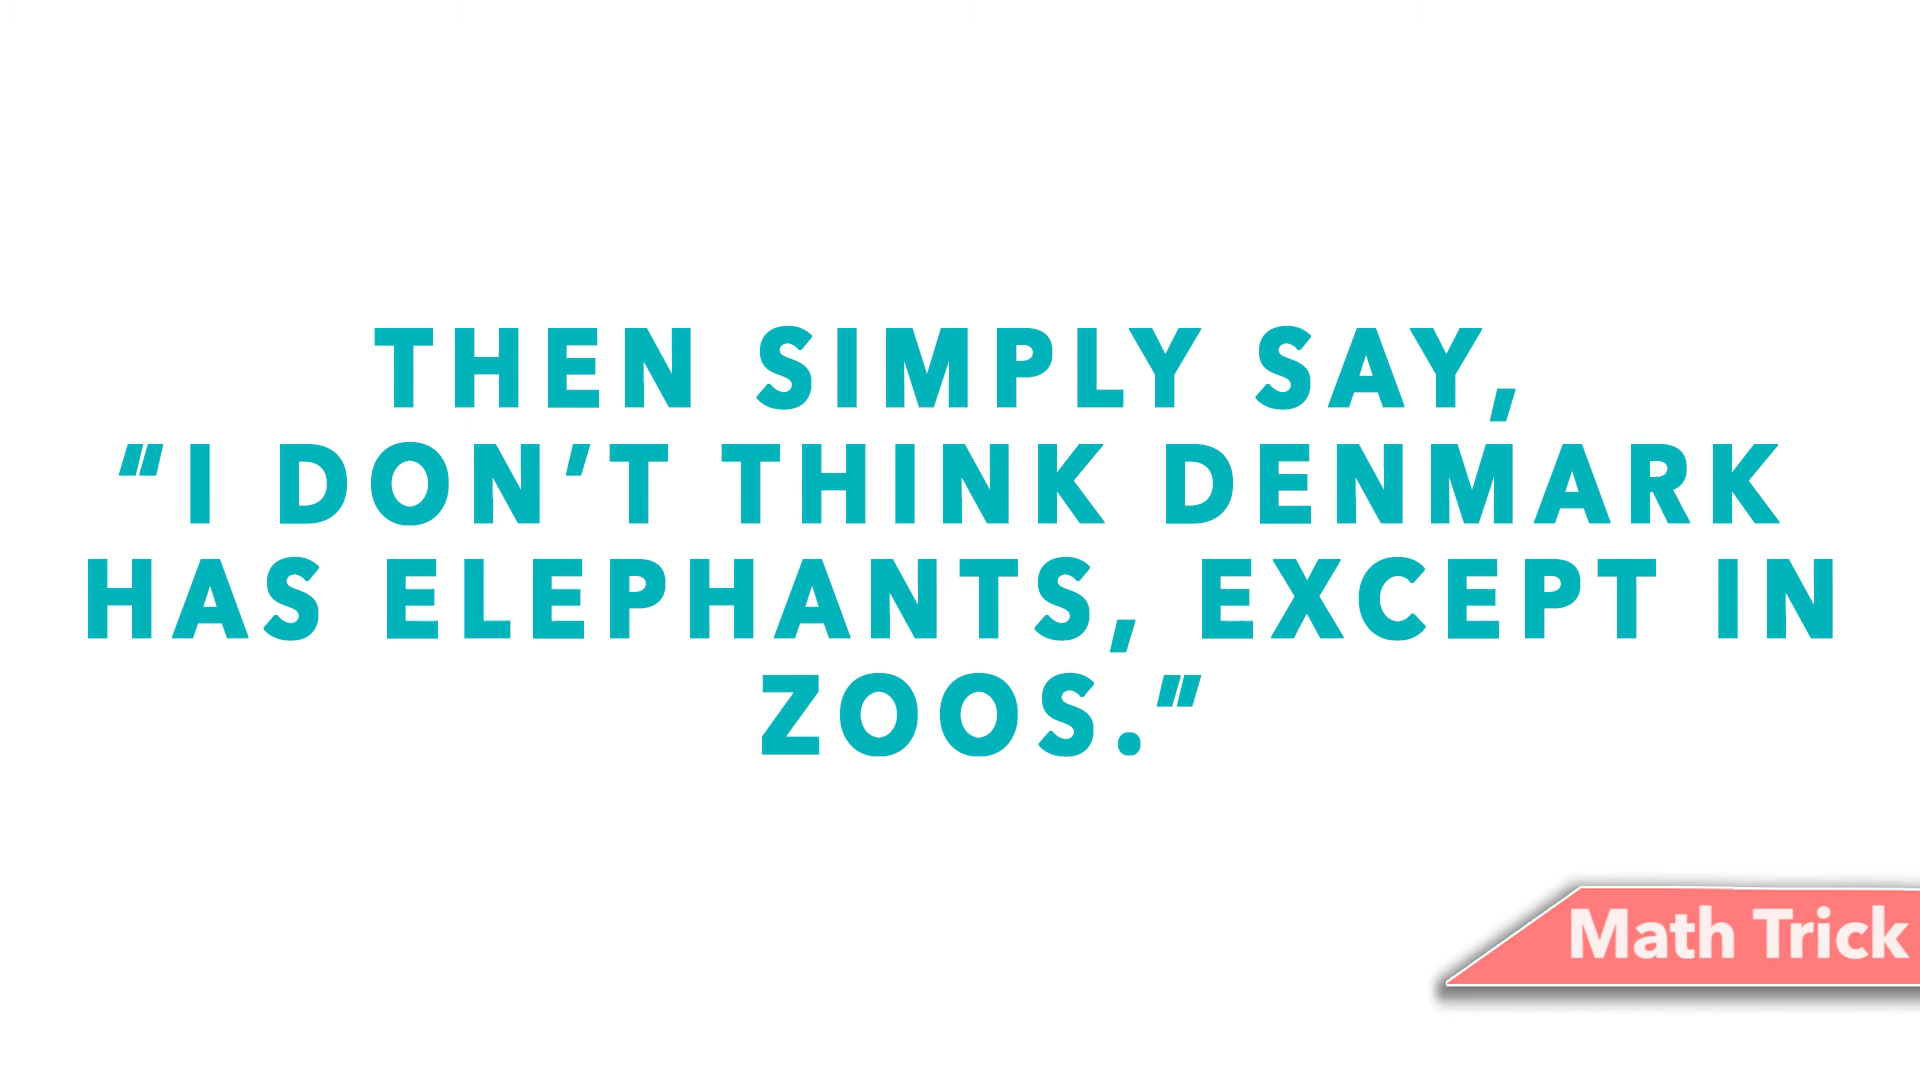 THEN SIMPLY SAY,
“I DON’T THINK DENMARK
HAS ELEPHANTS, EXCEPT IN
ZOOS.”
Math Trick